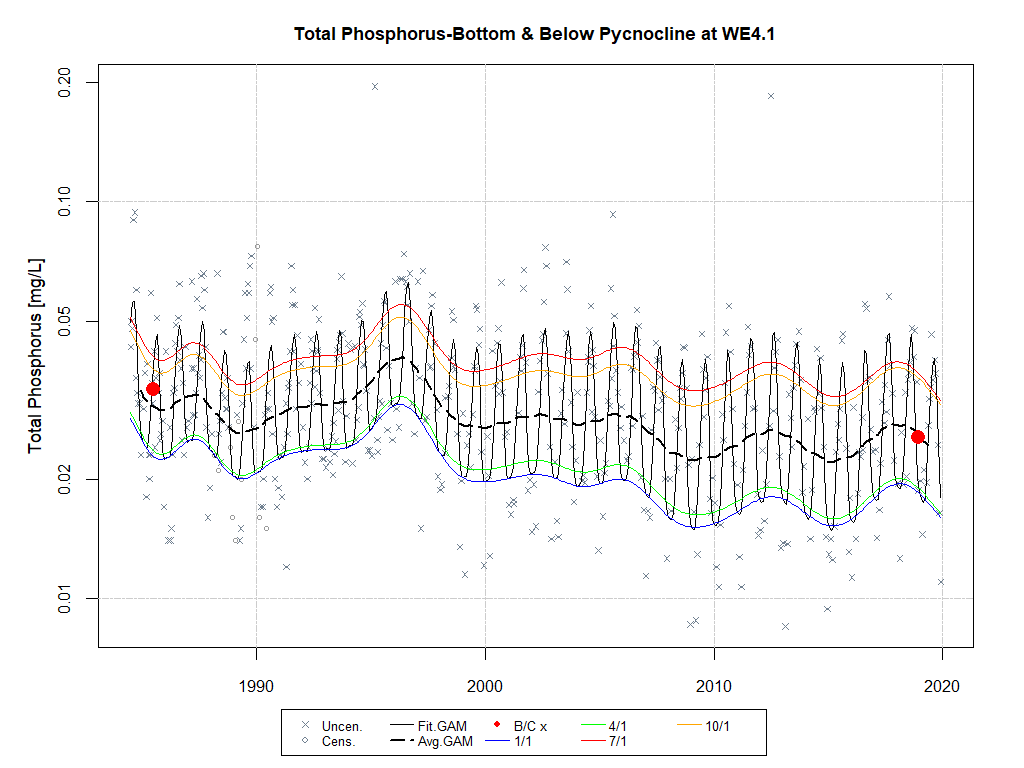 Total Phosphorus-Bottom & Below Pycnocline at WE4.1
Total Phosphorus [mg/L]
0.20
0.10
0.05
0.02
0.01
1990 2000 2010 2020
Uncen. Fit.GAM B/C x 4/1 10/1
Cens. Avg.GAM 1/1 7/1